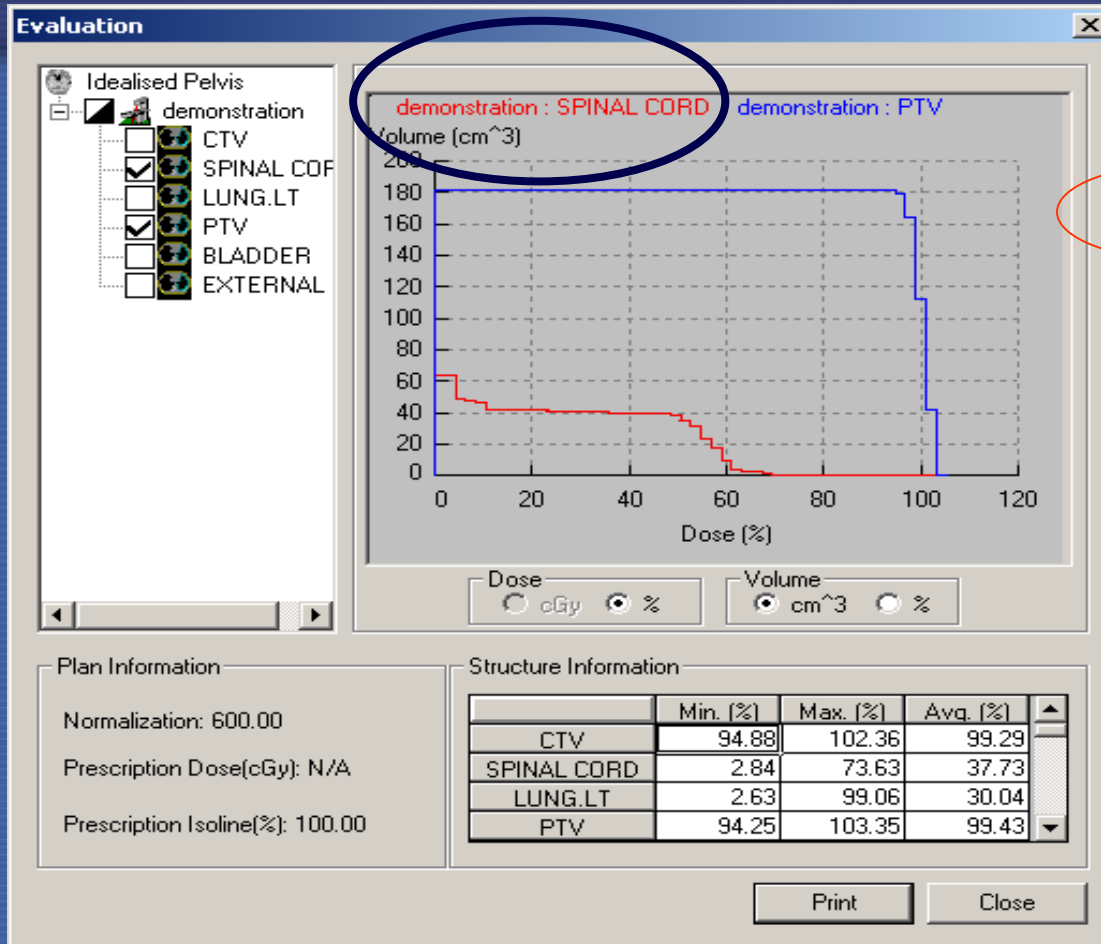 Evaluation
Idealised Pelvis
demonstration
CTV
SPINAL COR
LUNG.LT
PTV
BLADDER
EXTERNAL
demonstration : SPINAL CORD demonstration : PTV
Volume (cm^3)
200
180
160
140
120
100
80
60
40
20
0
0 20 40 60 80 100 120
Dose (%)
Dose
cGy %
Volume
cm^3 %
Plan Information
Normalization: 600.00
Prescription Dose(cGy): N/A
Prescription Isoline(%): 100.00
Structure Information
Min. (%) Max. (%) Avg. (%)
CTV 94.88 102.36 99.29
SPINAL CORD 2.84 73.63 37.73
LUNG.LT 2.63 99.06 30.04
PTV 94.25 103.35 99.43
Print Close